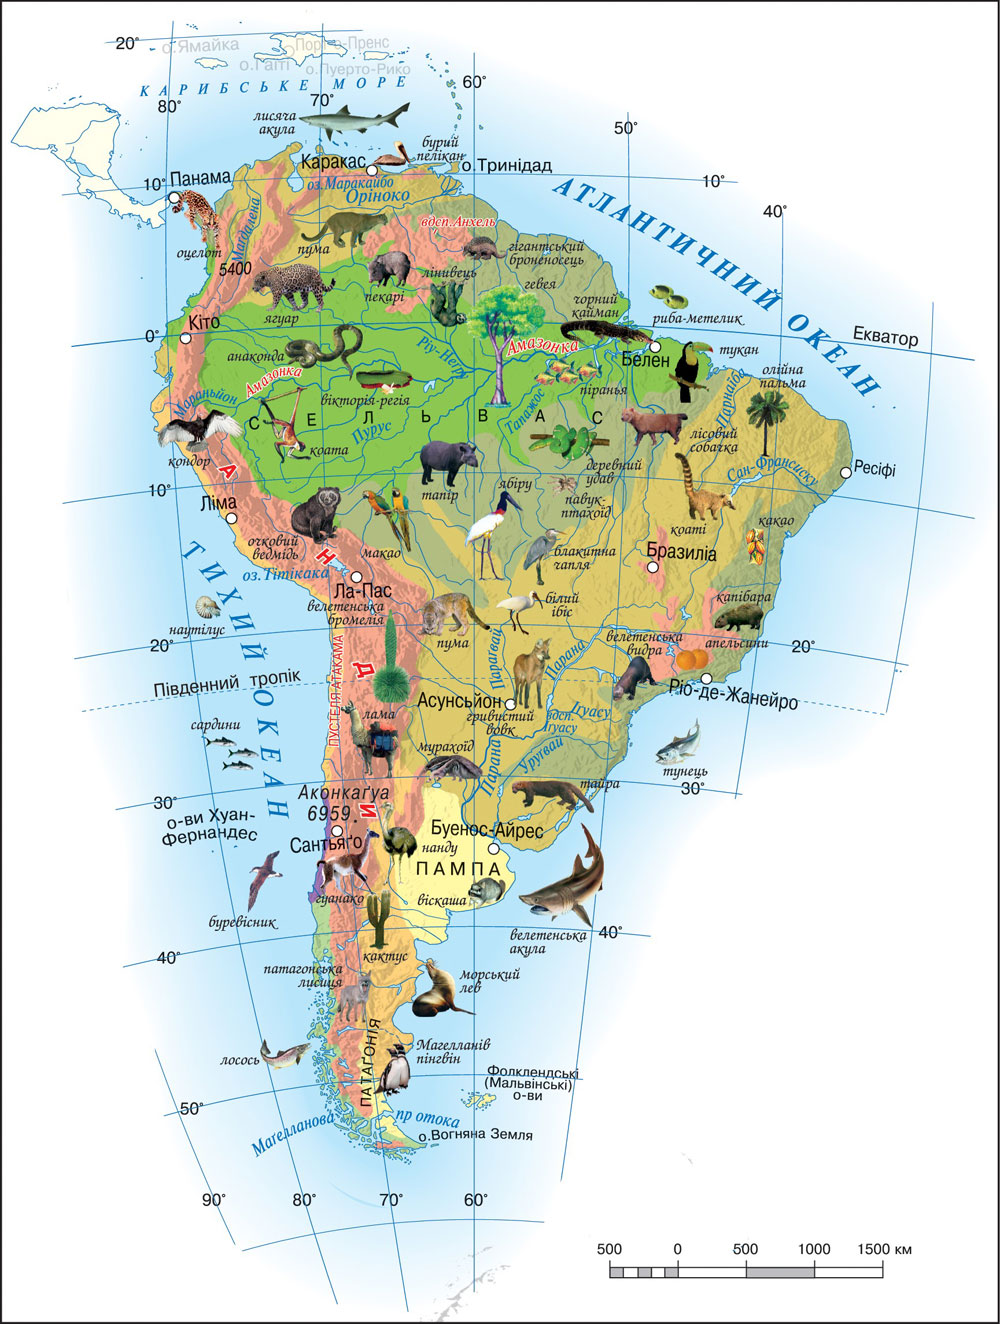 20°
о.Ямайка
Порт-о-Пренс
о.Гаїті
о.Пуерто-Рико
КАРИБСЬКЕ МОРЕ
80°
70°
60°
50°
40°
лисяча
акула
бурий
пелікан
Каракас
о.Тринідад
оз.Маракайбо
Оріноко
10°
Панама
10°
АТЛАНТИЧНИЙ ОКЕАН
оцелот
Магдалена
5400
пума
вдсп.Анхель
гігантський
броненосець
ягуар
пекарі
лінивець
гевея
чорний
кайман
риба-метелик
0°
Кіто
Екватор
анаконда
Ріу-Негру
Амазонка
Белен
тукан
Амазонка
Мараньйон
вікторія-регія
піранья
олійна
пальма
Парнаїба
СЕЛЬВАС
Пурус
Тапажос
кондор
коата
тапір
ябіру
деревний
удав
лісовий
собачка
Сан-Франсиску
Ресіфі
АНДИ
10°
Ліма
павук-
птахоїд
коаті
какао
очковий
ведмідь
макао
блакитна
чапля
Бразиліа
ТИХИЙ ОКЕАН
оз.Тітікака
Ла-Пас
велетенська
бромелія
наутілус
пума
білий
ібіс
капібара
велетенська
видра
апельсини
20°
20°
Парагвай
Парана
Південний тропік
ПУСТЕЛЯ АТАКАМА
Асунсьйон
гривистий
вовк
Ріо-де-Жанейро
вдсп.
Ігуасу
Ігуасу
сардини
лама
мурахоїд
Парана
Уругвай
тунець
тайра
30°
30°
Аконкаґуа
6959
о-ви Хуан-
Фернандес
Сантьяґо
нанду
Буенос-Айрес
ПАМПА
гуанако
віскаша
буревісник
велетенська
акула
40°
40°
кактус
патагонська
лисиця
морський
лев
ПАТАГОНІЯ
лосось
Магелланів
пінгвін
Фолклендські
(Мальвінські)
о-ви
50°
Магелланова протока
о.Вогняна Земля
90°
80°
70°
60°
500 0 500 1000 1500 км